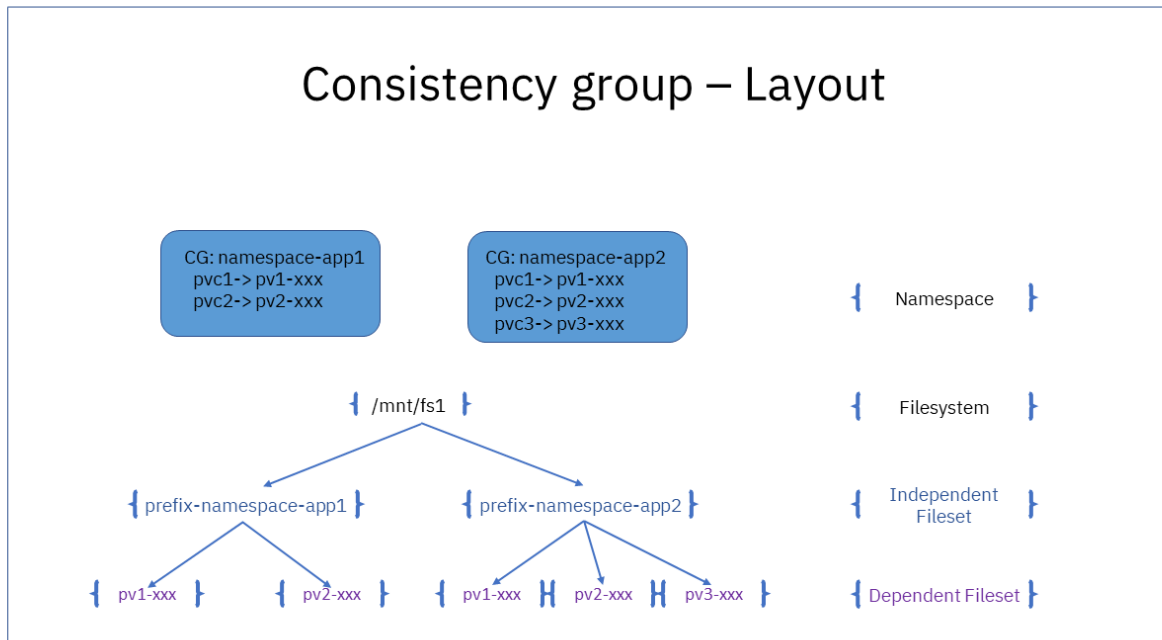 Consistency group – Layout
CG: namespace-app1
pvc1-> pv1-xxx
pvc2-> pv2-xxx
CG: namespace-app2
pvc1-> pv1-xxx
pvc2-> pv2-xxx
pvc3-> pv3-xxx
Namespace
/mnt/fs1
Filesystem
prefix-namespace-app1
prefix-namespace-app2
Independent
Fileset
pv1-xxx
pv2-xxx
pv1-xxx
pv2-xxx
pv3-xxx
Dependent Fileset